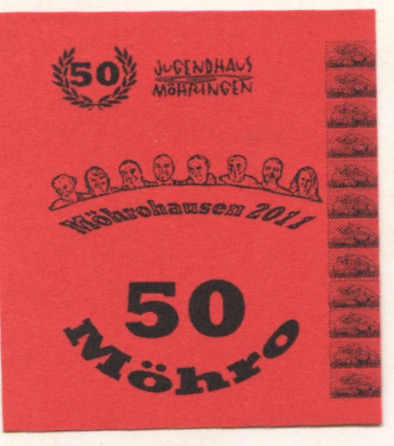 50
JUGENDHAUS
MÖHRINGEN
Möhrohausen 2011
50
Möhro